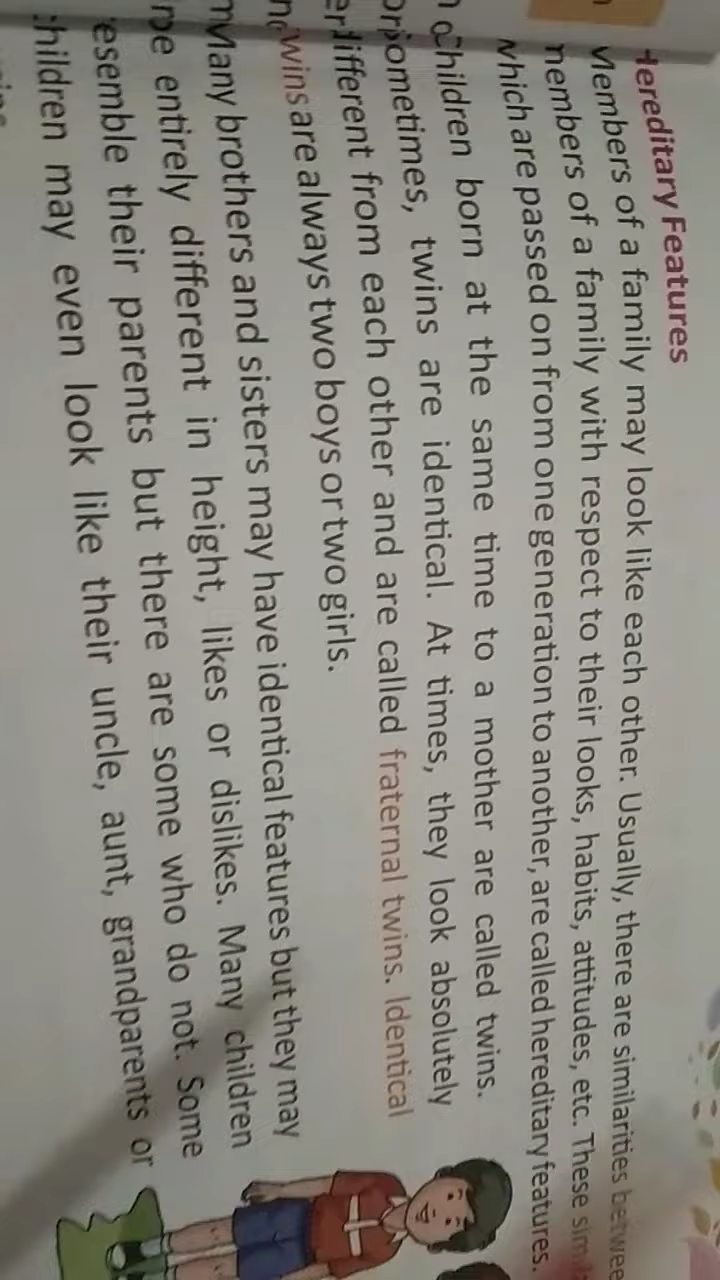 Hereditary Features
Members of a family may look like each other. Usually, there are similarities betwee
members of a family with respect to their looks, habits, attitudes, etc. These simi
which are passed on from one generation to another, are called hereditary features.
Children born at the same time to a mother are called twins.
Sometimes, twins are identical. At times, they look absolutely
different from each other and are called fraternal twins. Identical
twins are always two boys or two girls.
Many brothers and sisters may have identical features but they may
be entirely different in height, likes or dislikes. Many children
resemble their parents but there are some who do not. Some
children may even look like their uncle, aunt, grandparents or